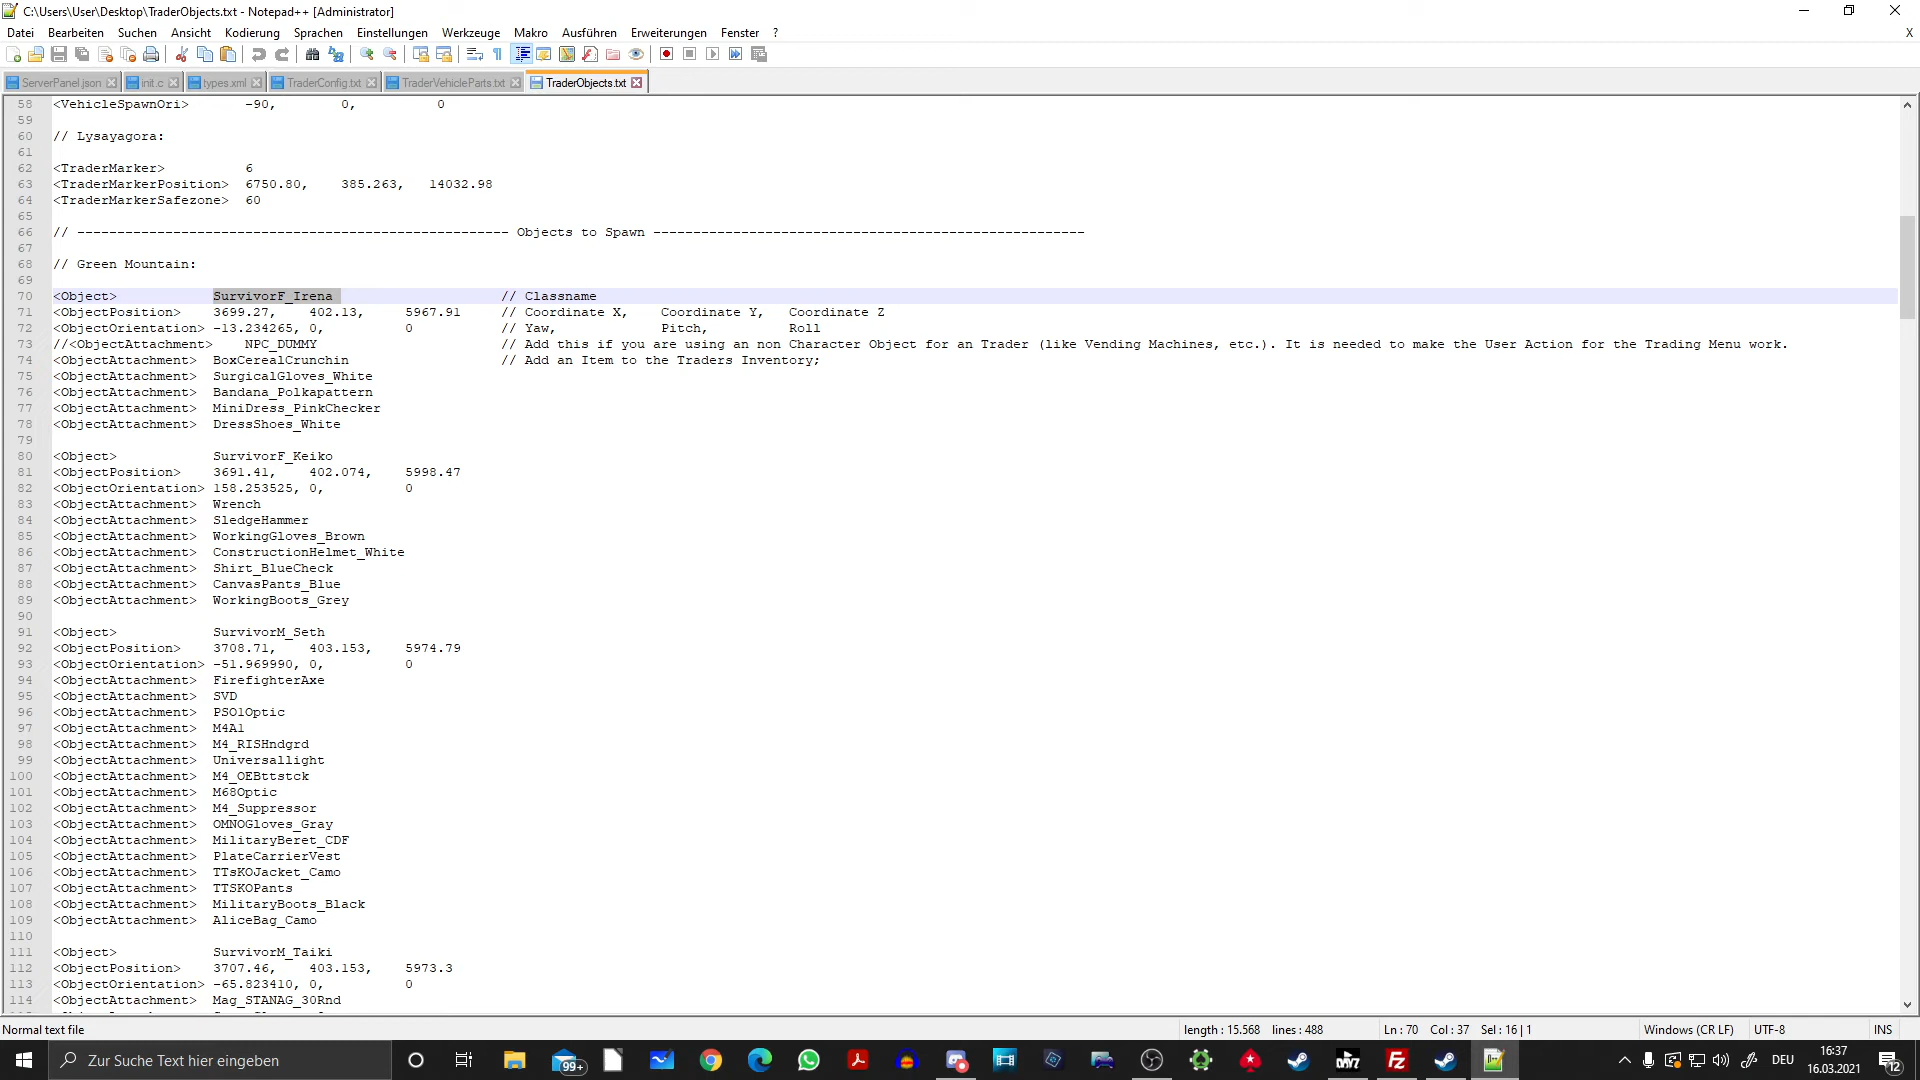 C:\Users\User\Desktop\TraderObjects.txt - Notepad++ [Administrator]
Datei Bearbeiten Suchen Ansicht Kodierung Sprachen Einstellungen Werkzeuge Makro Ausführen Erweiterungen Fenster ? X
ServerPanel.json init.c types.xml TraderConfig.txt TraderVehicleParts.txt TraderObjects.txt
58 <VehicleSpawnOri> -90, 0, 0
59
60 // Lysayagora:
61
62 <TraderMarker> 6
63 <TraderMarkerPosition> 6750.80, 385.263, 14032.98
64 <TraderMarkerSafezone> 60
65
66 // ------------------------------------------------------ Objects to Spawn ------------------------------------------------------
67
68 // Green Mountain:
69
70 <Object> SurvivorF_Irena // Classname
71 <ObjectPosition> 3699.27, 402.13, 5967.91 // Coordinate X, Coordinate Y, Coordinate Z
72 <ObjectOrientation> -13.234265, 0, 0 // Yaw, Pitch, Roll
73 //<ObjectAttachment> NPC_DUMMY // Add this if you are using an non Character Object for an Trader (like Vending Machines, etc.). It is needed to make the User Action for the Trading Menu work.
74 <ObjectAttachment> BoxCerealCrunchin // Add an Item to the Traders Inventory;
75 <ObjectAttachment> SurgicalGloves_White
76 <ObjectAttachment> Bandana_Polkapattern
77 <ObjectAttachment> MiniDress_PinkChecker
78 <ObjectAttachment> DressShoes_White
79
80 <Object> SurvivorF_Keiko
81 <ObjectPosition> 3691.41, 402.074, 5998.47
82 <ObjectOrientation> 158.253525, 0, 0
83 <ObjectAttachment> Wrench
84 <ObjectAttachment> SledgeHammer
85 <ObjectAttachment> WorkingGloves_Brown
86 <ObjectAttachment> ConstructionHelmet_White
87 <ObjectAttachment> Shirt_BlueCheck
88 <ObjectAttachment> CanvasPants_Blue
89 <ObjectAttachment> WorkingBoots_Grey
90
91 <Object> SurvivorM_Seth
92 <ObjectPosition> 3708.71, 403.153, 5974.79
93 <ObjectOrientation> -51.969990, 0, 0
94 <ObjectAttachment> FirefighterAxe
95 <ObjectAttachment> SVD
96 <ObjectAttachment> PSO1Optic
97 <ObjectAttachment> M4A1
98 <ObjectAttachment> M4_RISHndgrd
99 <ObjectAttachment> Universallight
100 <ObjectAttachment> M4_OEBttstck
101 <ObjectAttachment> M68Optic
102 <ObjectAttachment> M4_Suppressor
103 <ObjectAttachment> OMNOGloves_Gray
104 <ObjectAttachment> MilitaryBeret_CDF
105 <ObjectAttachment> PlateCarrierVest
106 <ObjectAttachment> TTsKOJacket_Camo
107 <ObjectAttachment> TTSKOPants
108 <ObjectAttachment> MilitaryBoots_Black
109 <ObjectAttachment> AliceBag_Camo
110
111 <Object> SurvivorM_Taiki
112 <ObjectPosition> 3707.46, 403.153, 5973.3
113 <ObjectOrientation> -65.823410, 0, 0
114 <ObjectAttachment> Mag_STANAG_30Rnd
Normal text file length : 15.568 lines : 488 Ln : 70 Col : 37 Sel : 16 | 1 Windows (CR LF) UTF-8 INS
Zur Suche Text hier eingeben 99+ DAYZ FZ DEU 16:37 12
16.03.2021